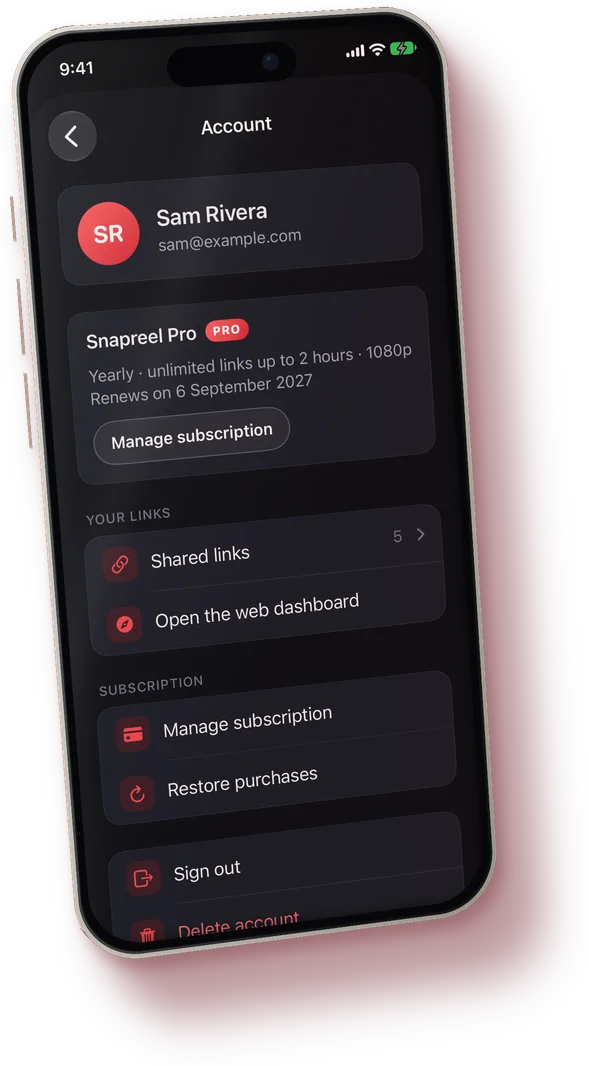 9:41
Account
SR
Sam Rivera
sam@example.com
Snapreel Pro PRO
Yearly · unlimited links up to 2 hours · 1080p
Renews on 6 September 2027
Manage subscription
YOUR LINKS
Shared links 5
Open the web dashboard
SUBSCRIPTION
Manage subscription
Restore purchases
Sign out
Delete account